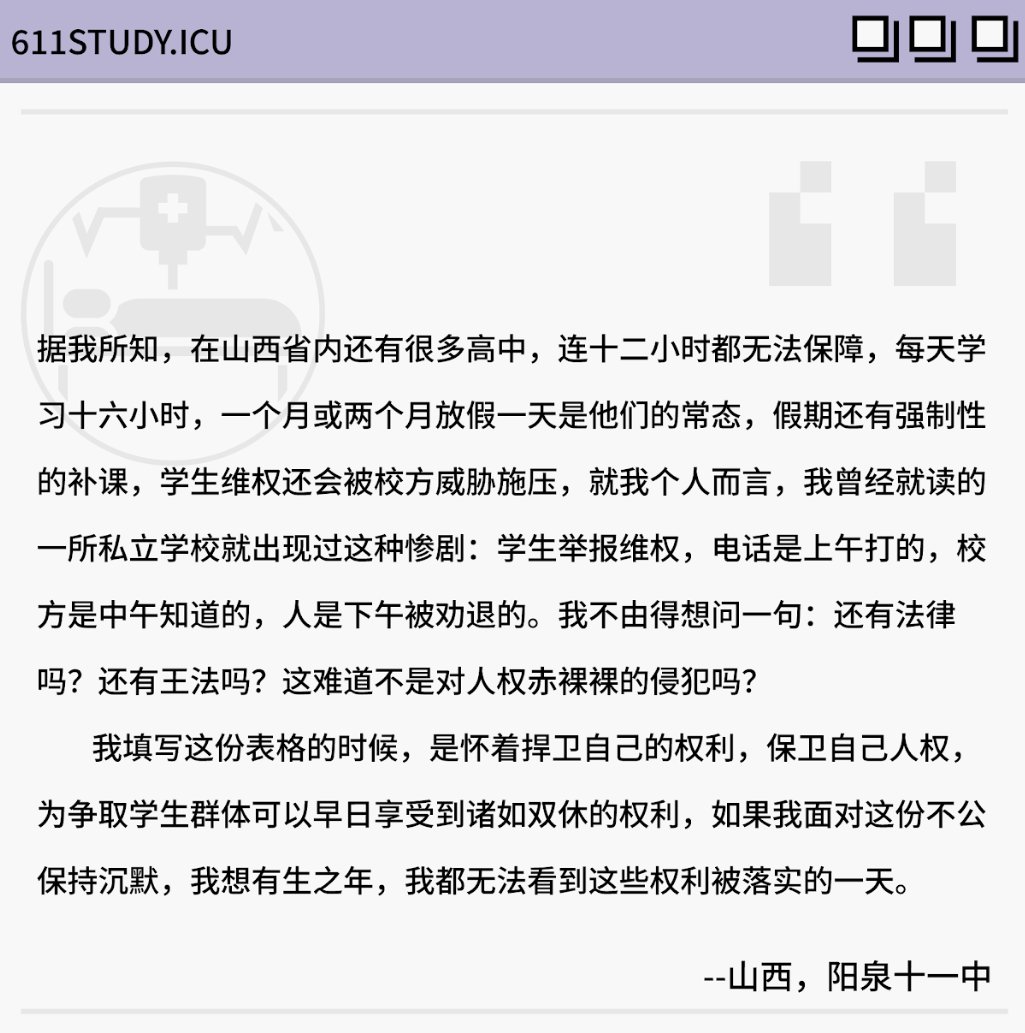 611STUDY.ICU
据我所知，在山西省内还有很多高中，连十二小时都无法保障，每天学
习十六小时，一个月或两个月放假一天是他们的常态，假期还有强制性
的补课，学生维权还会被校方威胁施压，就我个人而言，我曾经就读的
一所私立学校就出现过这种惨剧：学生举报维权，电话是上午打的，校
方是中午知道的，人是下午被劝退的。我不由得想问一句：还有法律
吗？还有王法吗？这难道不是对人权赤裸裸的侵犯吗？
我填写这份表格的时候，是怀着捍卫自己的权利，保卫自己人权，
为争取学生群体可以早日享受到诸如双休的权利，如果我面对这份不公
保持沉默，我想有生之年，我都无法看到这些权利被落实的一天。
--山西，阳泉十一中